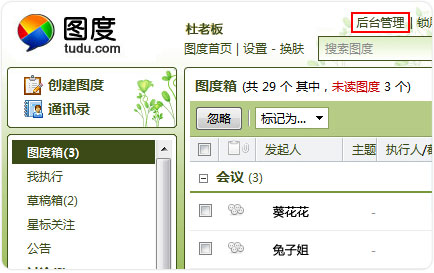 图度
tudu.com
杜老板
后台管理 | 锁
图度首页 | 设置 - 换肤
搜索图度
创建图度
通讯录
图度箱(3)
我执行
草稿箱(2)
星标关注
公告
图度箱 (共 29 个 其中，未读图度 3 个)
忽略
标记为...
发起人
主题
执行人/
会议 (3)
葵花花
-
兔子姐
-